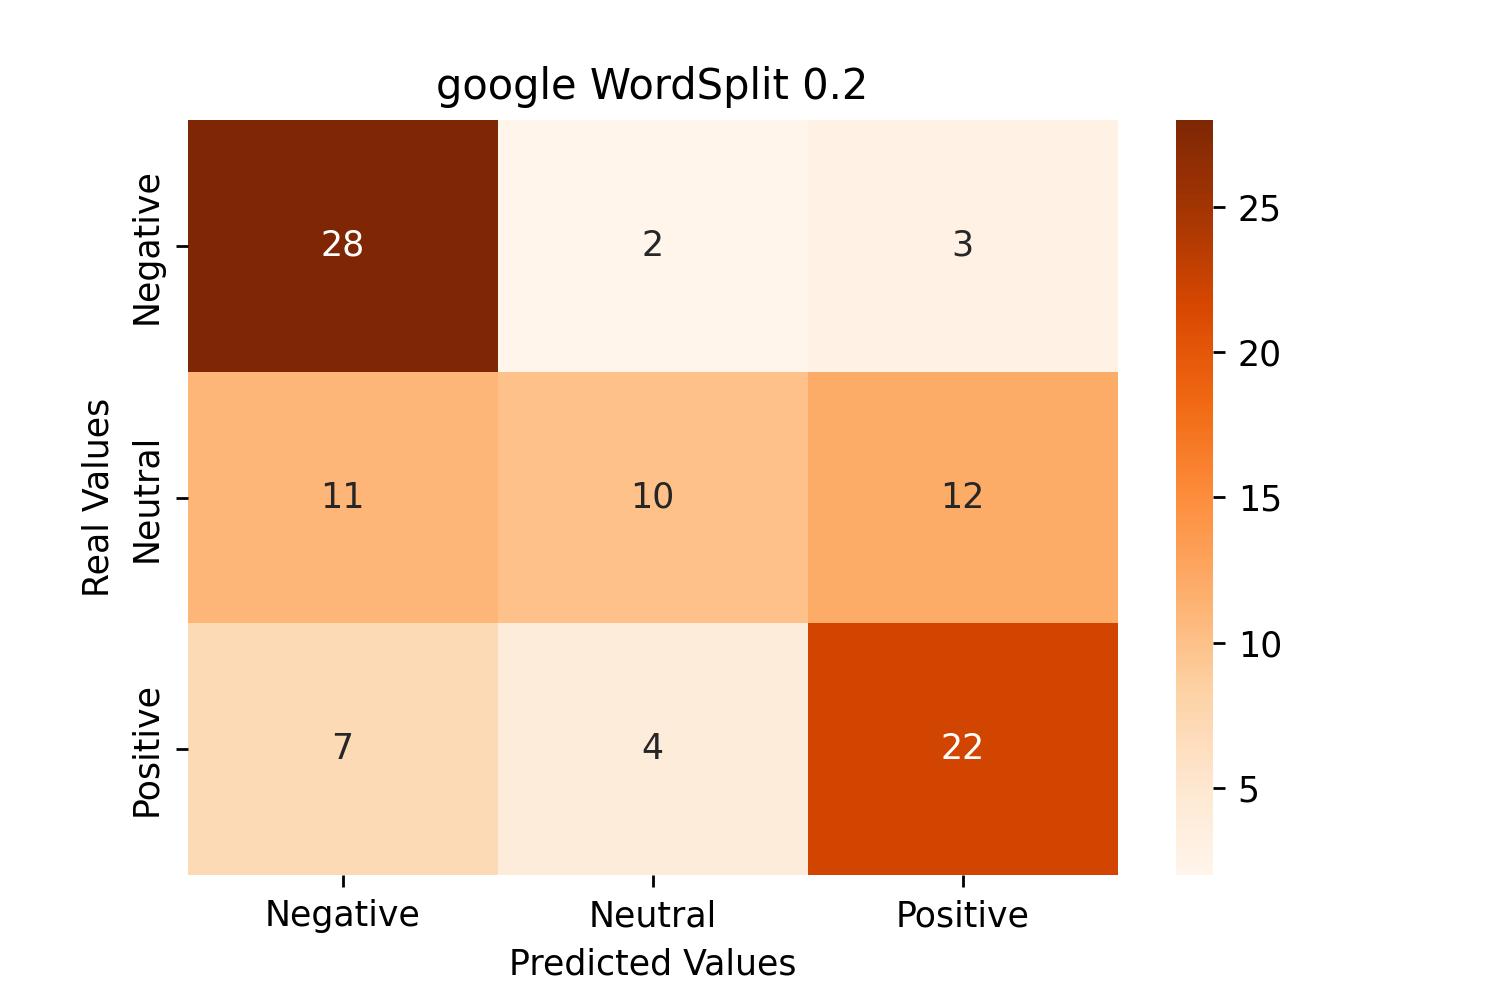 google WordSplit 0.2
Negative
28
2
3
25
20
Real Values
Neutral
11
10
12
15
10
Positive
7
4
22
5
Negative
Neutral
Positive
Predicted Values